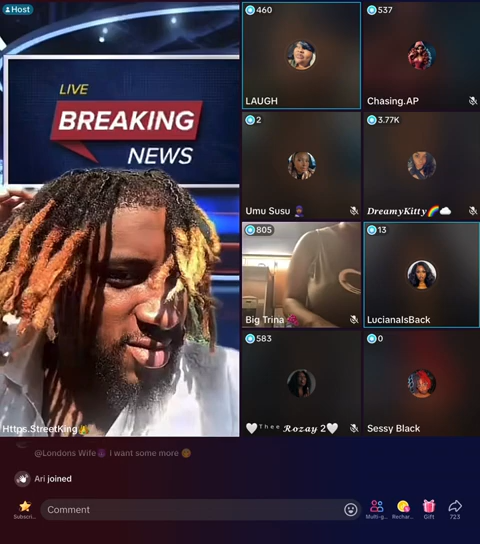 Host
LIVE
BREAKING
NEWS
Https.StreetKing
460
LAUGH
537
Chasing.AP
2
Umu Susu
3.77K
DreamyKitty🌈☁️
805
Big Trina
13
LucianaIsBack
583
🤍ᵀʰᵉᵉ 𝓡𝓸𝔃𝓪𝔂 2🤍
0
Sessy Black
@Londons Wife I want some more
Ari joined
Subscri...
Comment
Multi-g...
Rechar...
Gift
723